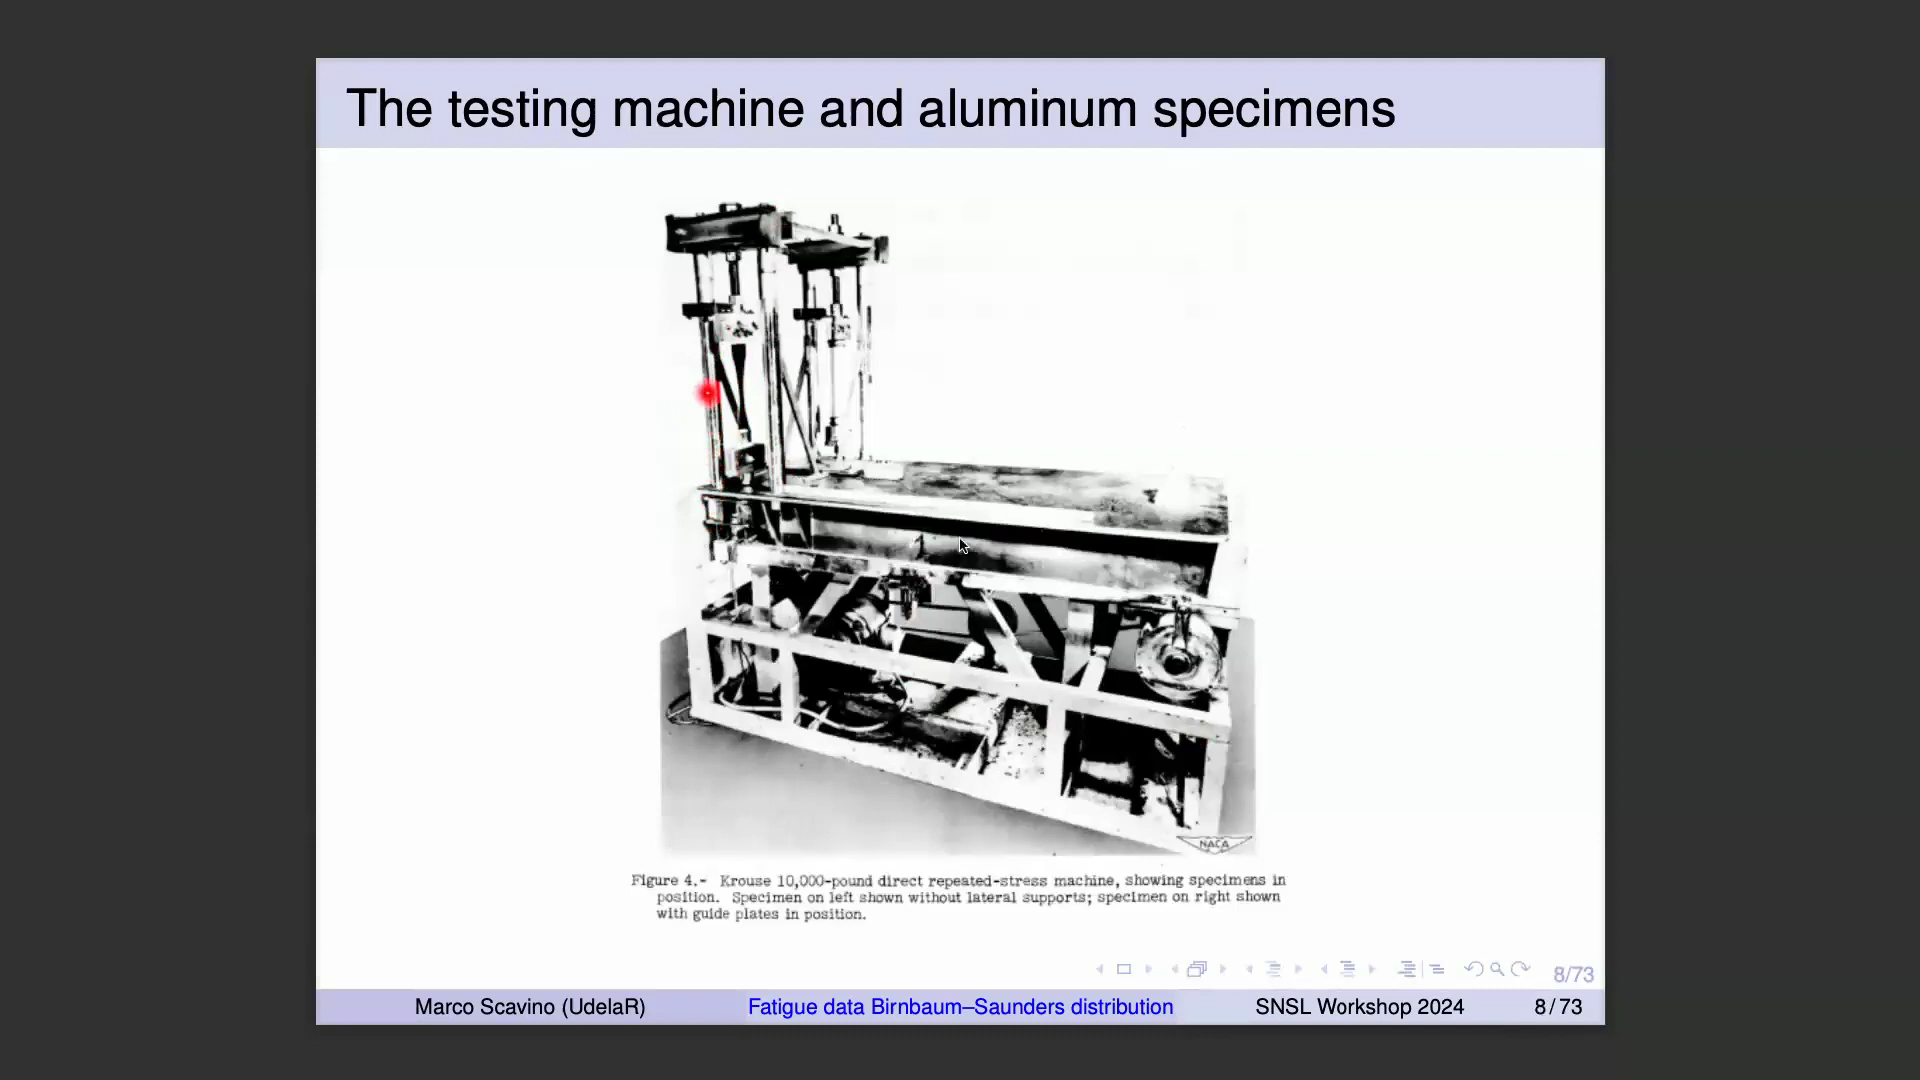 The testing machine and aluminum specimens
NACA
Figure 4.- Krouse 10,000-pound direct repeated-stress machine, showing specimens in
position. Specimen on left shown without lateral supports; specimen on right shown
with guide plates in position.
8/73
Marco Scavino (UdelaR) Fatigue data Birnbaum–Saunders distribution SNSL Workshop 2024 8 / 73